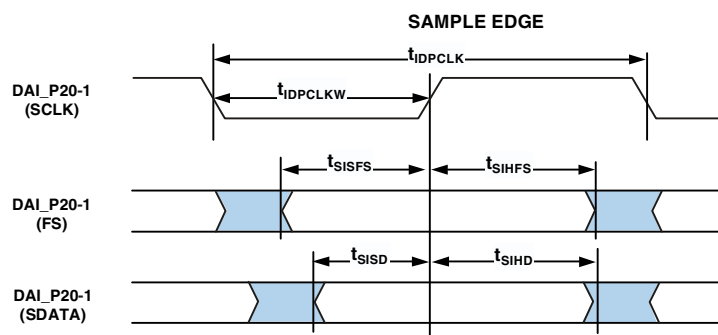 SAMPLE EDGE
tIDPCLK
DAI_P20-1
(SCLK)
tIDPCLKW
tSISFS
tSIHFS
DAI_P20-1
(FS)
tSISD
tSIHD
DAI_P20-1
(SDATA)